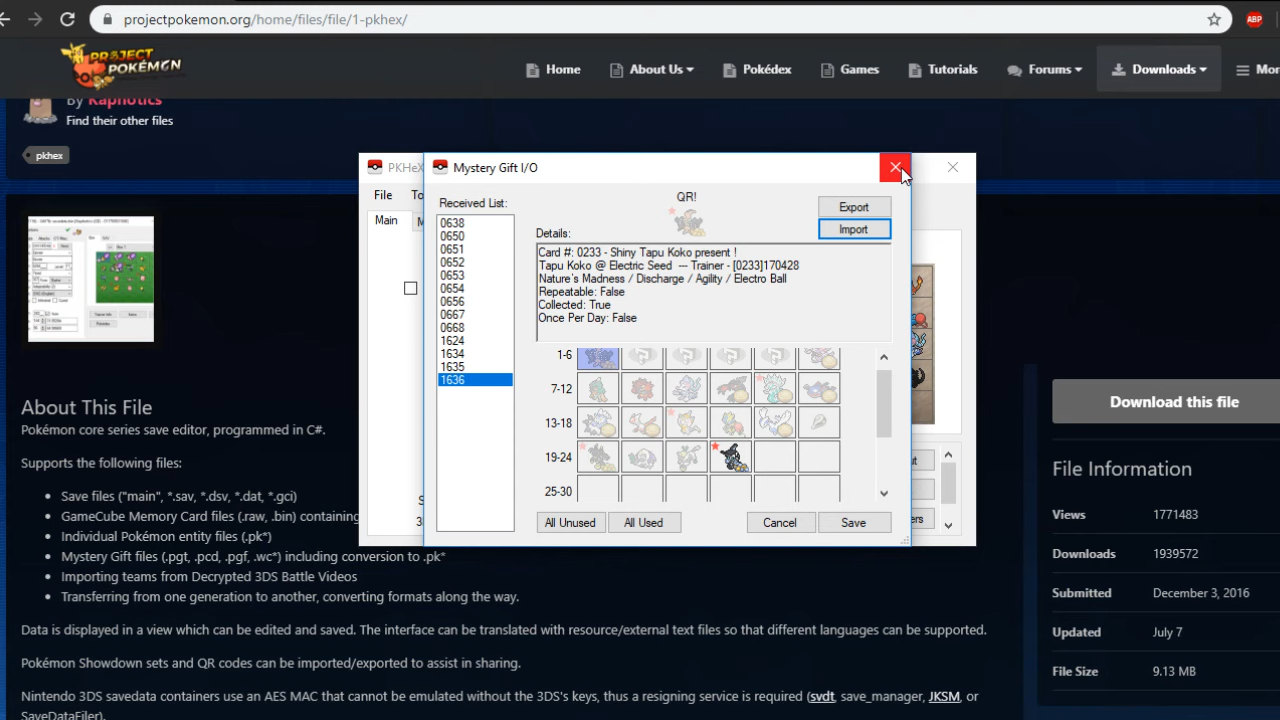 projectpokemon.org/home/files/file/1-pkhex/
ABP
PROJECT
POKÉMON
Home
About Us
Pokédex
Games
Tutorials
Forums
Downloads
By Kaphotics
Find their other files
pkhex
PKHeX
Mystery Gift I/O
File
Main
Received List:
0638
0650
0651
0652
0653
0654
0656
0667
0668
1624
1634
1635
1636
QR!
Export
Import
Details:
Card #: 0233 - Shiny Tapu Koko present !
Tapu Koko @ Electric Seed --- Trainer - [0233]170428
Nature's Madness / Discharge / Agility / Electro Ball
Repeatable: False
Collected: True
Once Per Day: False
1-6
7-12
13-18
19-24
25-30
All Unused
All Used
Cancel
Save
About This File
Pokémon core series save editor, programmed in C#.
Supports the following files:
Save files ("main", *.sav, *.dsv, *.dat, *.gci)
GameCube Memory Card files (.raw, .bin) containing
Individual Pokémon entity files (.pk*)
Mystery Gift files (.pgt, .pcd, .pgf, .wc*) including conversion to .pk*
Importing teams from Decrypted 3DS Battle Videos
Transferring from one generation to another, converting formats along the way.
Data is displayed in a view which can be edited and saved. The interface can be translated with resource/external text files so that different languages can be supported.
Pokémon Showdown sets and QR codes can be imported/exported to assist in sharing.
Nintendo 3DS savedata containers use an AES MAC that cannot be emulated without the 3DS's keys, thus a resigning service is required (svdt, save_manager, JKSM, or
SaveDataFiler).
Download this file
File Information
Views 1771483
Downloads 1939572
Submitted December 3, 2016
Updated July 7
File Size 9.13 MB